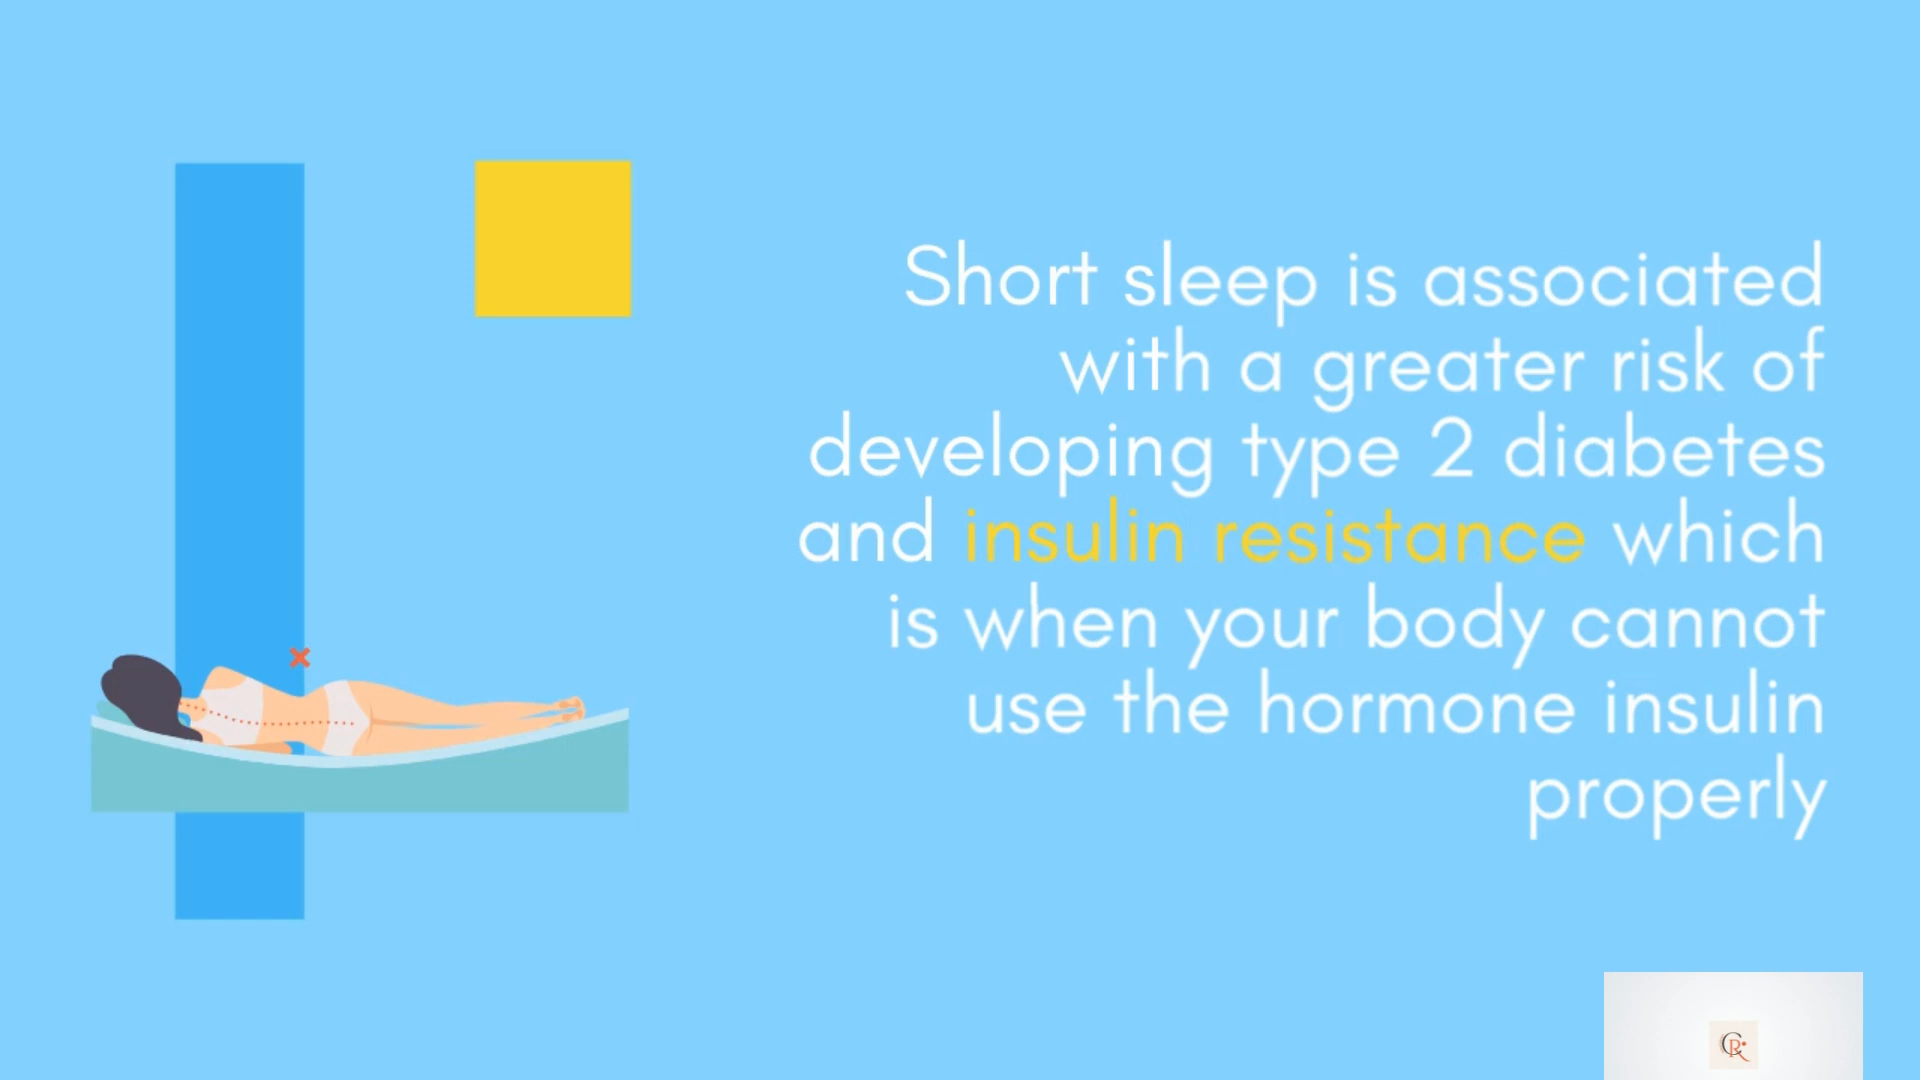 Short sleep is associated
with a greater risk of
developing type 2 diabetes
and insulin resistance which
is when your body cannot
use the hormone insulin
properly
CR